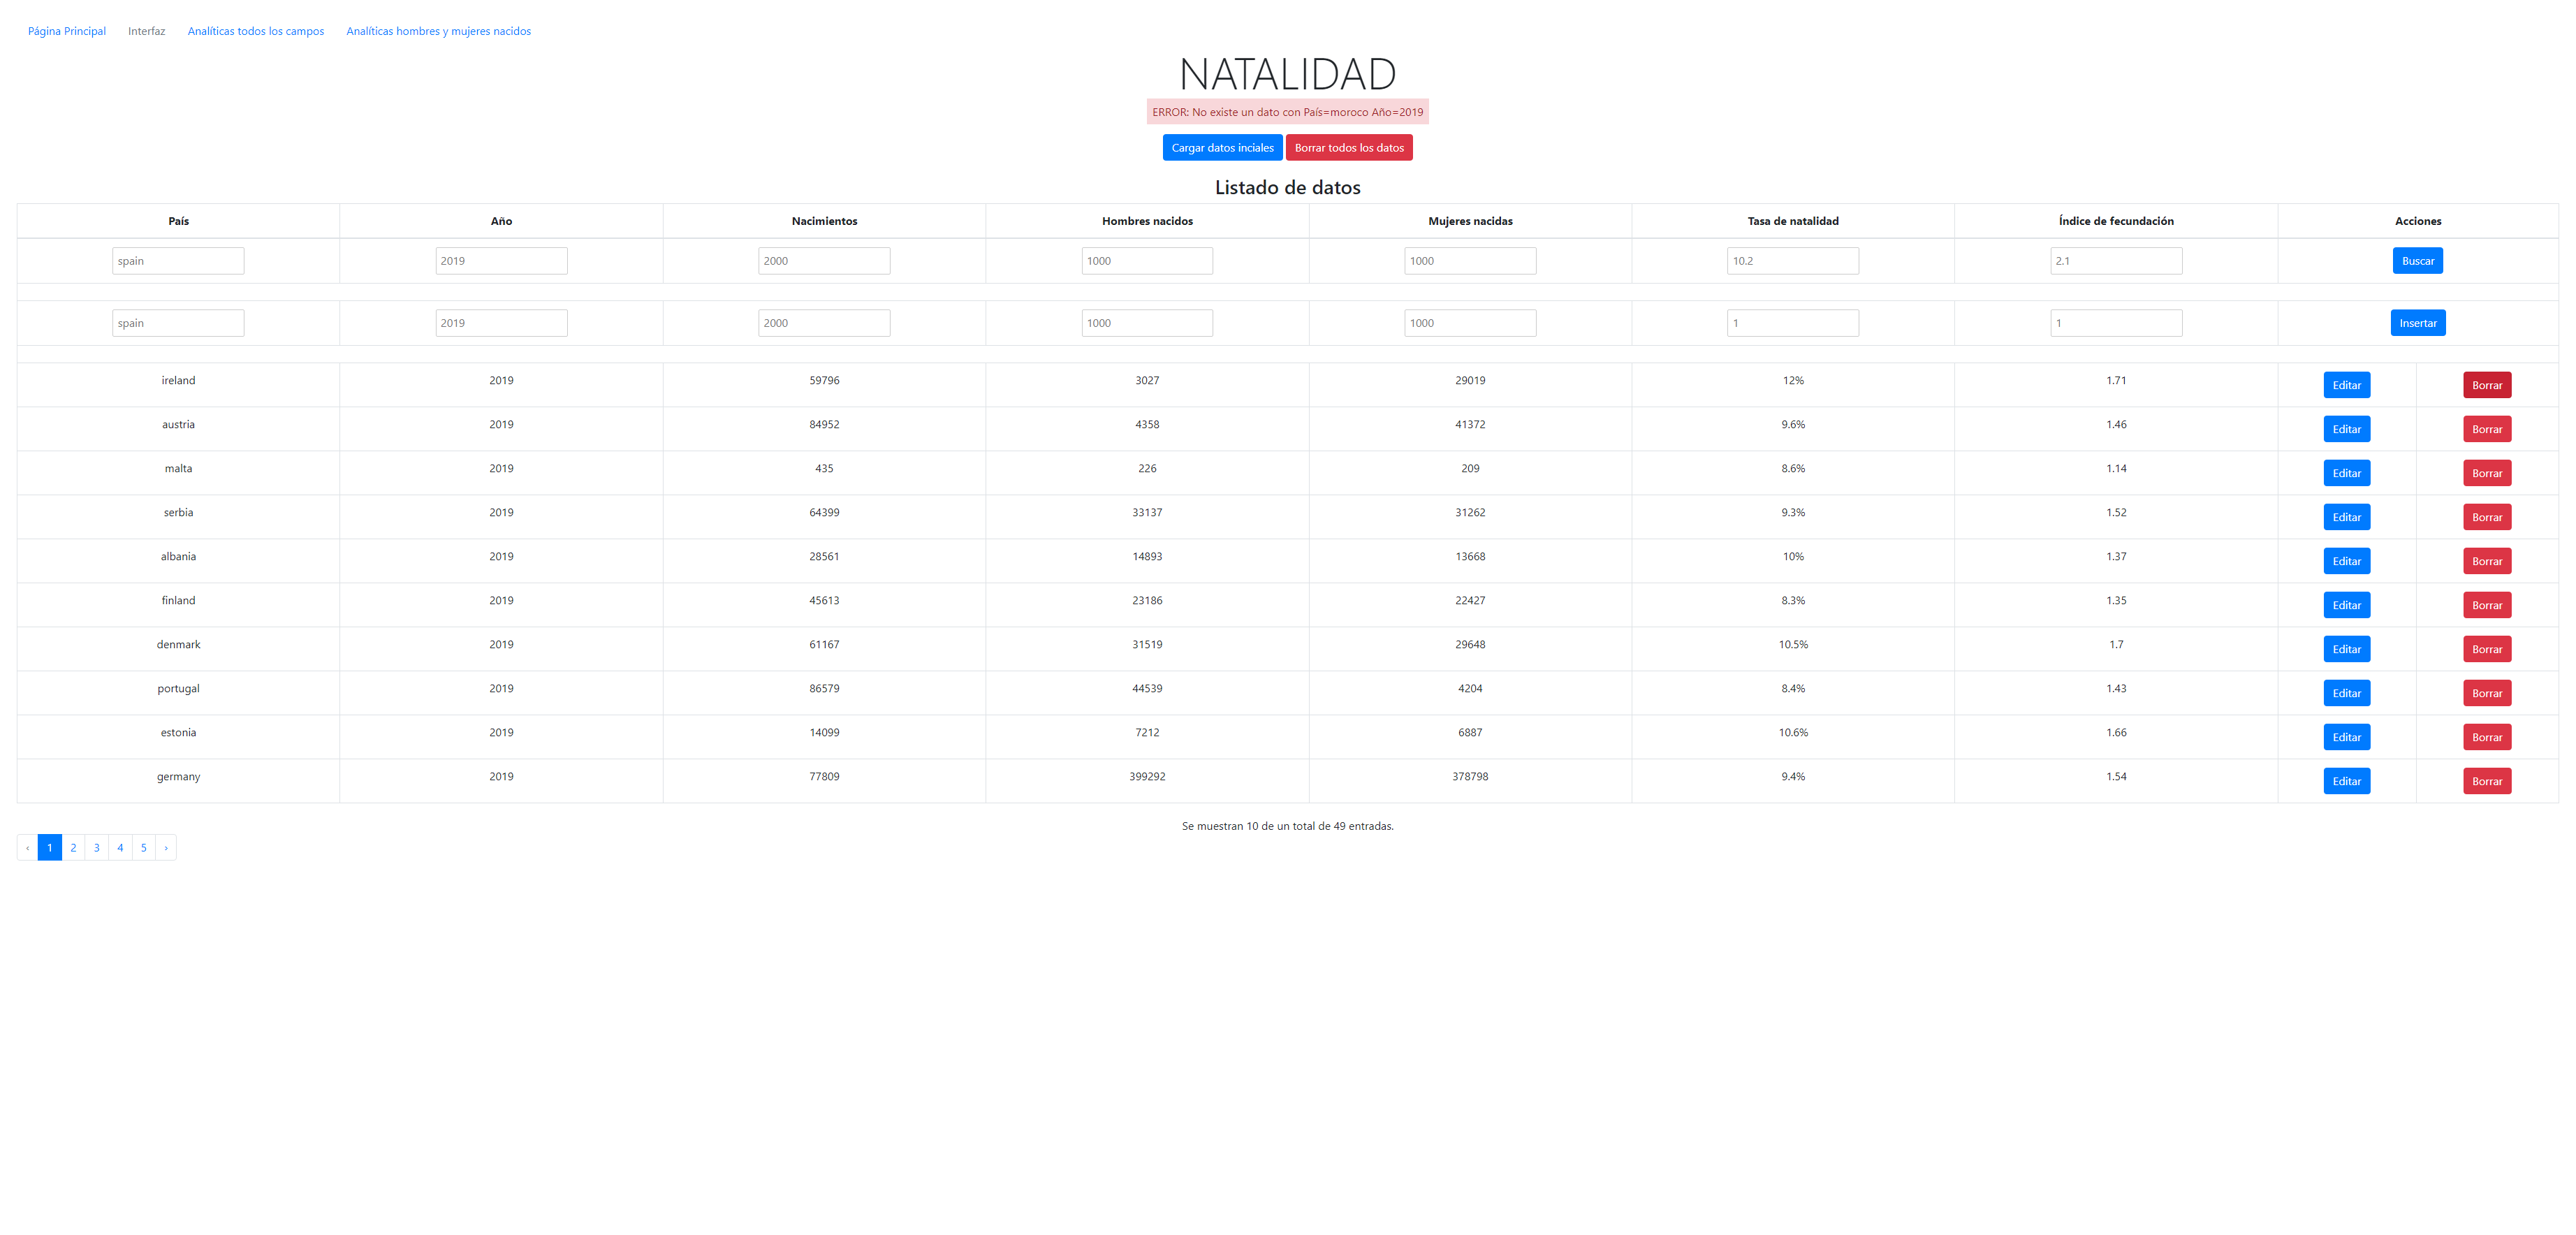 Página Principal Interfaz Analíticas todos los campos Analíticas hombres y mujeres nacidos
NATALIDAD
ERROR: No existe un dato con País=moroco Año=2019
Cargar datos inciales Borrar todos los datos
Listado de datos
País Año Nacimientos Hombres nacidos Mujeres nacidas Tasa de natalidad Índice de fecundación Acciones
spain 2019 2000 1000 1000 10.2 2.1 Buscar
spain 2019 2000 1000 1000 1 1 Insertar
ireland 2019 59796 3027 29019 12% 1.71 Editar Borrar
austria 2019 84952 4358 41372 9.6% 1.46 Editar Borrar
malta 2019 435 226 209 8.6% 1.14 Editar Borrar
serbia 2019 64399 33137 31262 9.3% 1.52 Editar Borrar
albania 2019 28561 14893 13668 10% 1.37 Editar Borrar
finland 2019 45613 23186 22427 8.3% 1.35 Editar Borrar
denmark 2019 61167 31519 29648 10.5% 1.7 Editar Borrar
portugal 2019 86579 44539 4204 8.4% 1.43 Editar Borrar
estonia 2019 14099 7212 6887 10.6% 1.66 Editar Borrar
germany 2019 77809 399292 378798 9.4% 1.54 Editar Borrar
Se muestran 10 de un total de 49 entradas.
‹ 1 2 3 4 5 ›